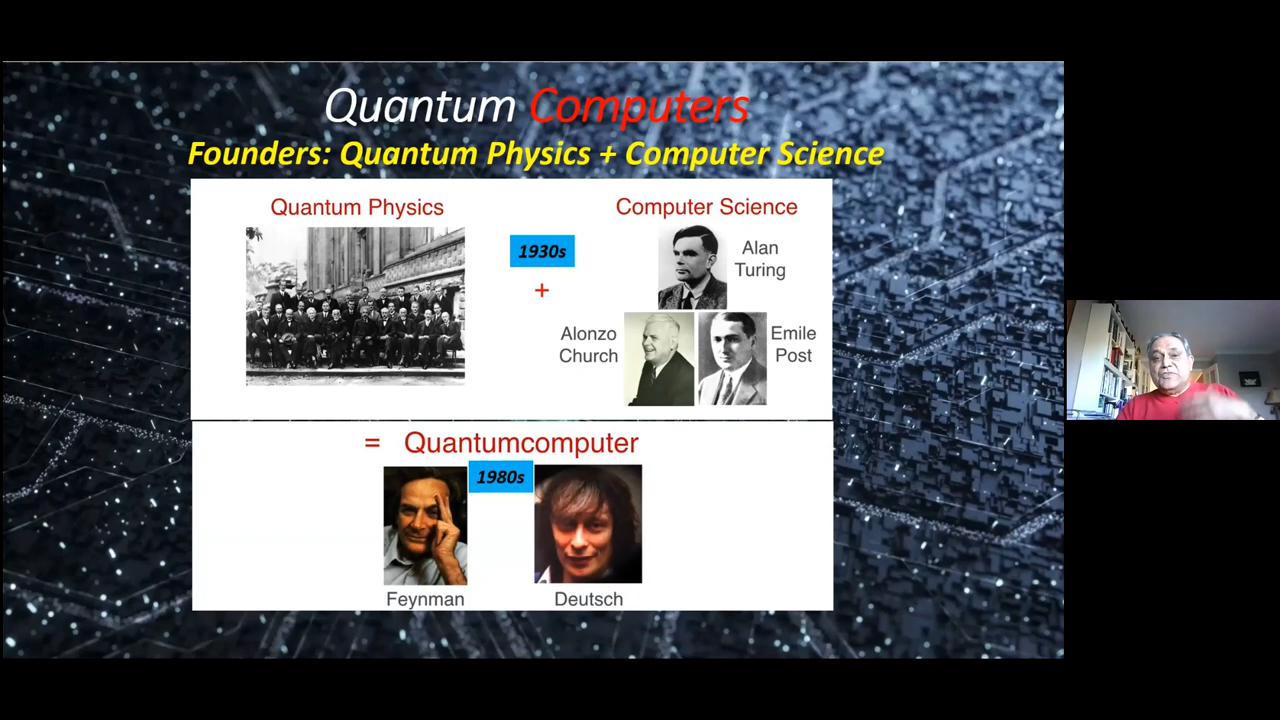 Quantum Computers
Founders: Quantum Physics + Computer Science
Quantum Physics
Computer Science
1930s
+
Alan
Turing
Alonzo
Church
Emile
Post
= Quantumcomputer
1980s
Feynman
Deutsch